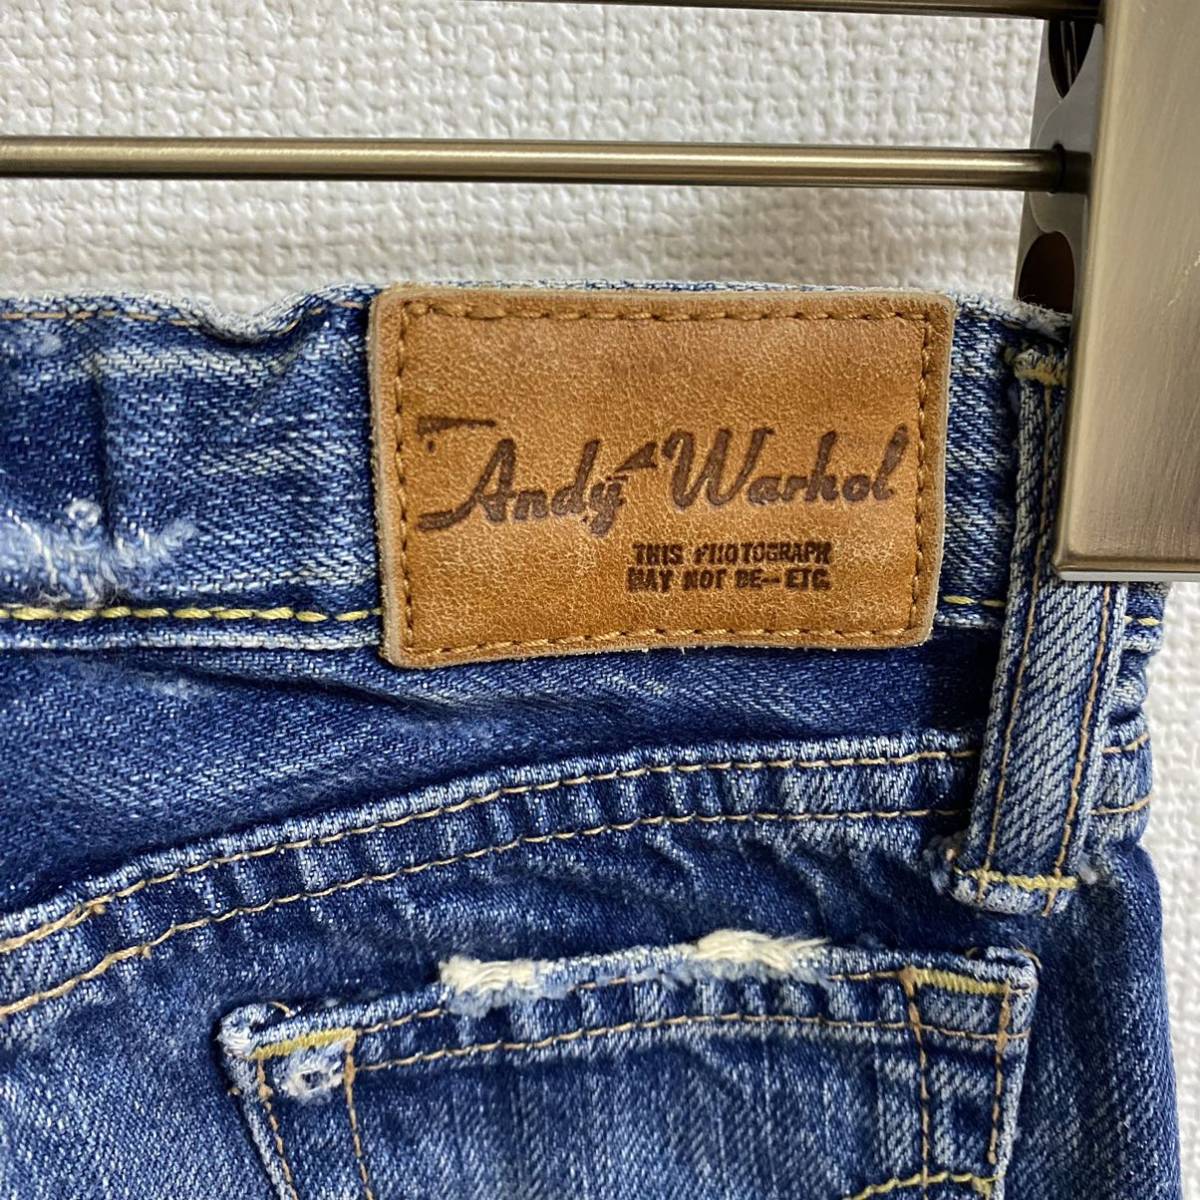 Andy Warhol
THIS PHOTOGRAPH
MAY NOT BE-- ETC.